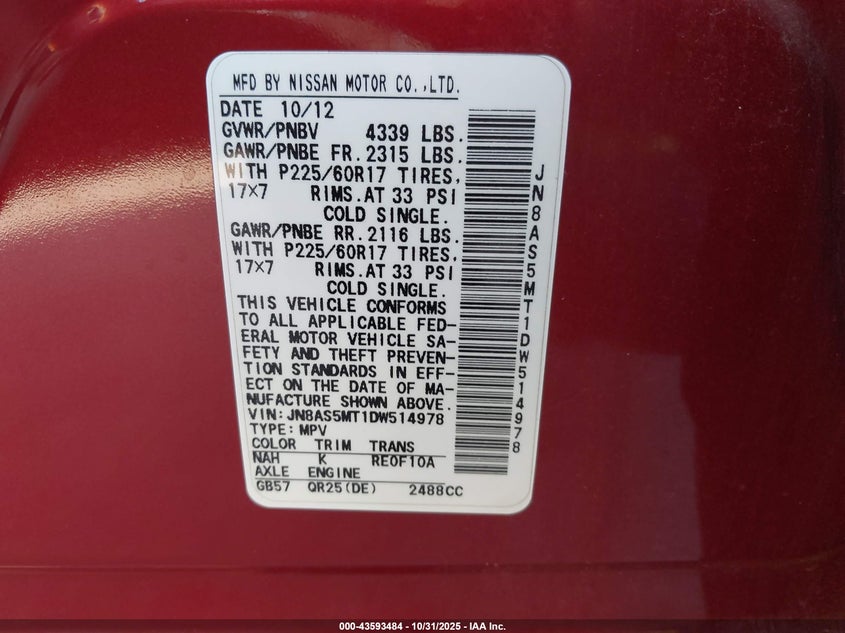 MFD BY NISSAN MOTOR CO.,LTD.
DATE 10/12
GVWR/PNBV 4339 LBS.
GAWR/PNBE FR. 2315 LBS.
WITH P225/60R17 TIRES,
17×7 RIMS.AT 33 PSI
COLD SINGLE.
GAWR/PNBE RR. 2116 LBS.
WITH P225/60R17 TIRES,
17×7 RIMS.AT 33 PSI
COLD SINGLE.
THIS VEHICLE CONFORMS
TO ALL APPLICABLE FED-
ERAL MOTOR VEHICLE SA-
FETY AND THEFT PREVEN-
TION STANDARDS IN EFF-
ECT ON THE DATE OF MA-
NUFACTURE SHOWN ABOVE.
VIN: JN8AS5MT1DW514978
TYPE: MPV
COLOR TRIM TRANS
NAH K RE0F10A
AXLE ENGINE
GB57 QR25(DE) 2488CC
JN8AS5MT1DW514978
000-43593484 - 10/31/2025 - IAA Inc.